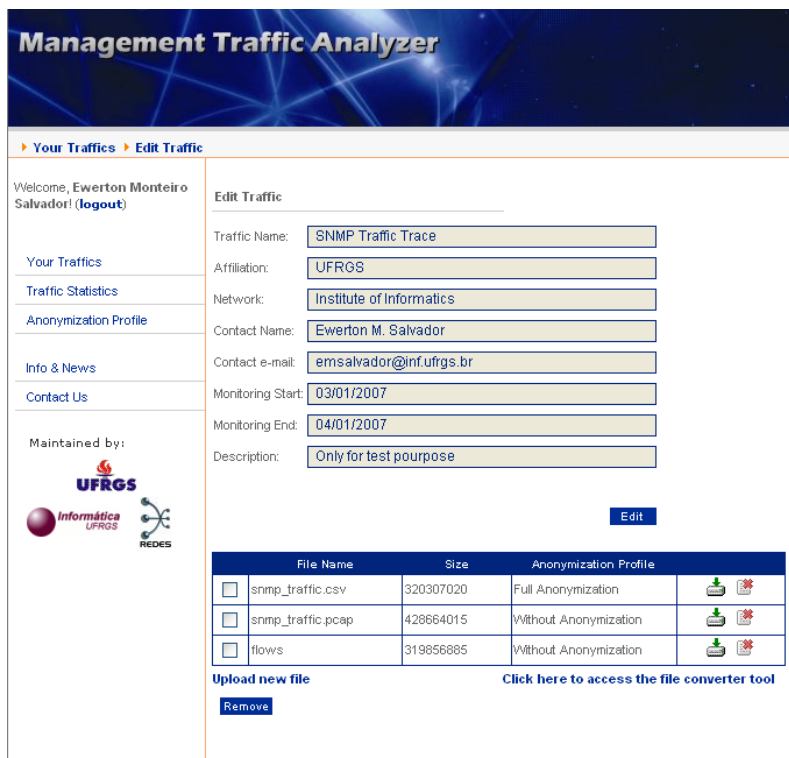 Management Traffic Analyzer
Your Traffics Edit Traffic
Welcome, Ewerton Monteiro
Salvador! (logout)
Your Traffics
Traffic Statistics
Anonymization Profile
Info & News
Contact Us
Maintained by:
UFRGS
Informática
UFRGS
REDES
Edit Traffic
Traffic Name: SNMP Traffic Trace
Affiliation: UFRGS
Network: Institute of Informatics
Contact Name: Ewerton M. Salvador
Contact e-mail: emsalvador@inf.ufrgs.br
Monitoring Start: 03/01/2007
Monitoring End: 04/01/2007
Description: Only for test pourpose
Edit
File Name Size Anonymization Profile
snmp_traffic.csv 320307020 Full Anonymization
snmp_traffic.pcap 428664015 Without Anonymization
flows 319856885 Without Anonymization
Upload new file Click here to access the file converter tool
Remove